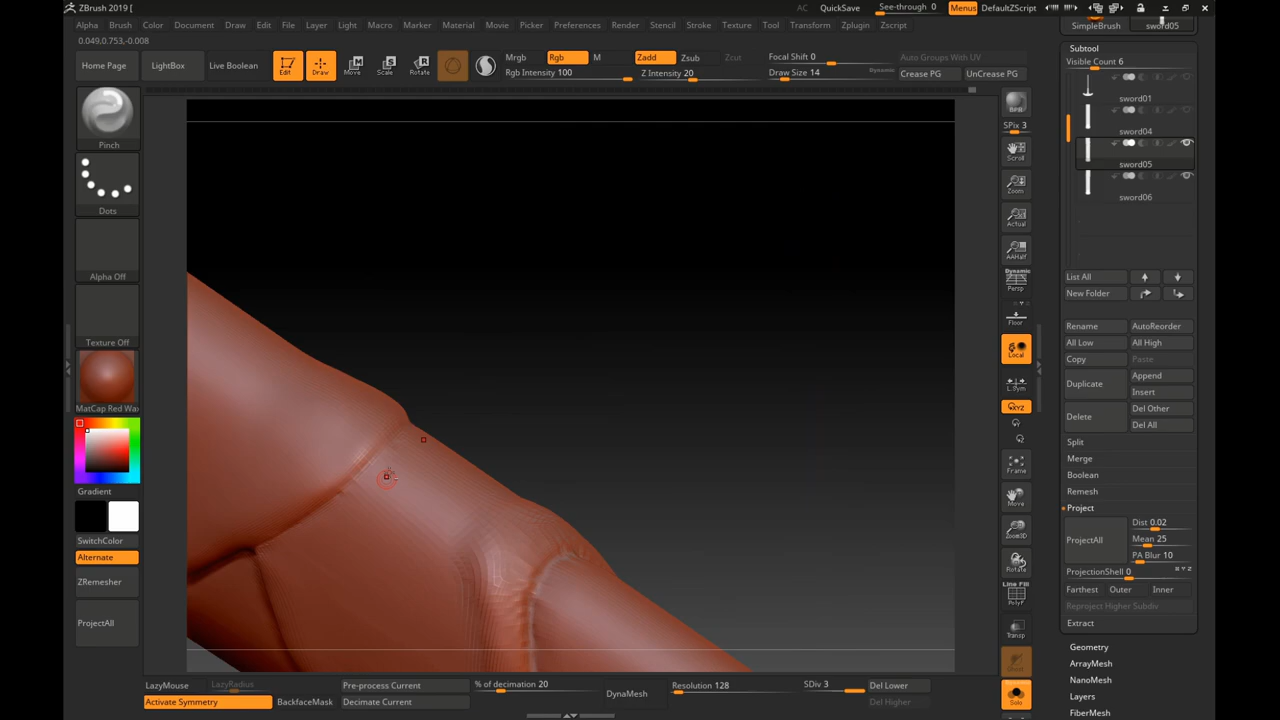 ZBrush 2019 [
AC
QuickSave
See-through 0
Menus
DefaultZScript
Alpha
Brush
Color
Document
Draw
Edit
File
Layer
Light
Macro
Marker
Material
Movie
Picker
Preferences
Render
Stencil
Stroke
Texture
Tool
Transform
Zplugin
Zscript
0.049,0.753,-0.008
Home Page
LightBox
Live Boolean
Edit
Draw
Move
Scale
Rotate
Mrgb
Rgb
M
Rgb Intensity 100
Zadd
Zsub
Cut
Z Intensity 20
Focal Shift 0
Draw Size 14
Dynamic
Auto Groups With UV
Crease PG
UnCrease PG
Pinch
Dots
Alpha Off
Texture Off
MatCap Red Wax
Gradient
SwitchColor
Alternate
ZRemesher
ProjectAll
BPR
SPix 3
Scroll
Zoom
Actual
AAHalf
Dynamic
Persp
Floor
Local
L.Sym
XYZ
Frame
Move
Zoom3D
Rotate
Line Fill
PolyF
Transp
Ghost
Solo
SimpleBrush
sword05
Subtool
Visible Count 6
sword01
sword04
sword05
sword06
List All
New Folder
Rename
AutoReorder
All Low
All High
Copy
Paste
Duplicate
Append
Insert
Delete
Del Other
Del All
Split
Merge
Boolean
Remesh
Project
ProjectAll
Dist 0.02
Mean 25
PA Blur 10
ProjectionShell 0
Farthest
Outer
Inner
Reproject Higher Subdiv
Extract
Geometry
ArrayMesh
NanoMesh
Layers
FiberMesh
LazyMouse
LazyRadius
Activate Symmetry
BackfaceMask
Pre-process Current
Decimate Current
% of decimation 20
DynaMesh
Resolution 128
SDiv 3
Del Lower
Del Higher